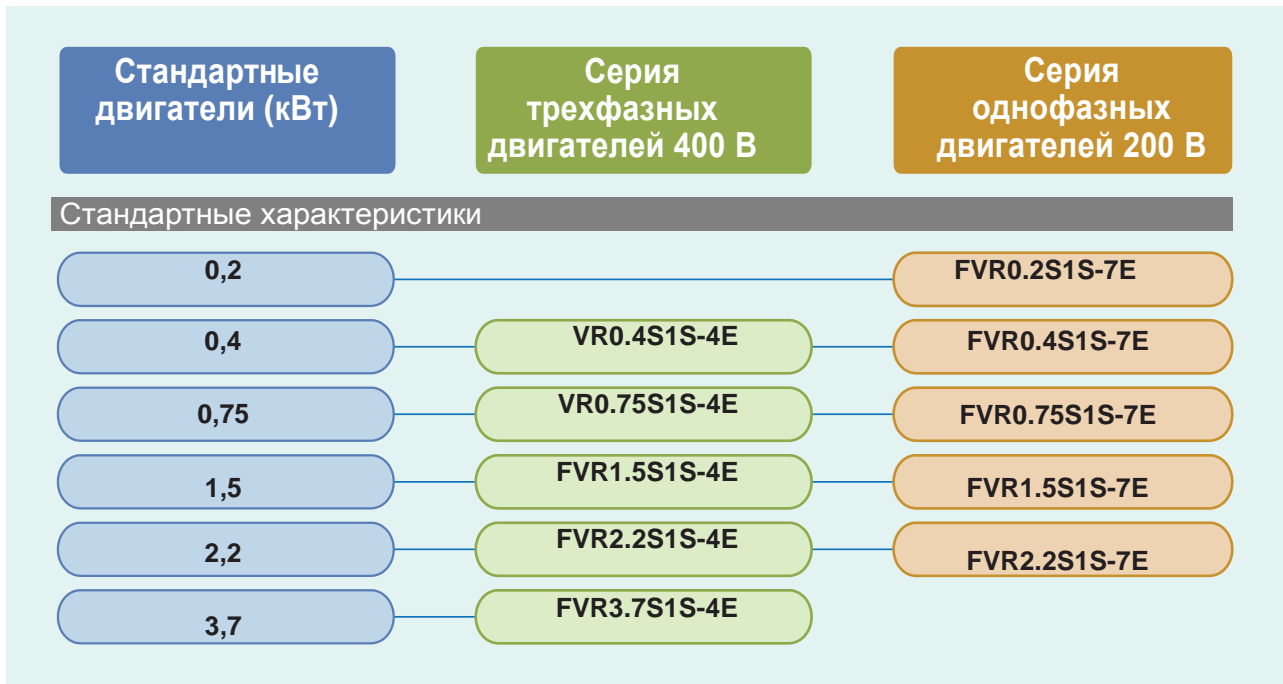 Стандартные
двигатели (кВт)
Серия
трехфазных
двигателей 400 В
Серия
однофазных
двигателей 200 В
Стандартные характеристики
0,2
FVR0.2S1S-7E
0,4
VR0.4S1S-4E
FVR0.4S1S-7E
0,75
VR0.75S1S-4E
FVR0.75S1S-7E
1,5
FVR1.5S1S-4E
FVR1.5S1S-7E
2,2
FVR2.2S1S-4E
FVR2.2S1S-7E
3,7
FVR3.7S1S-4E